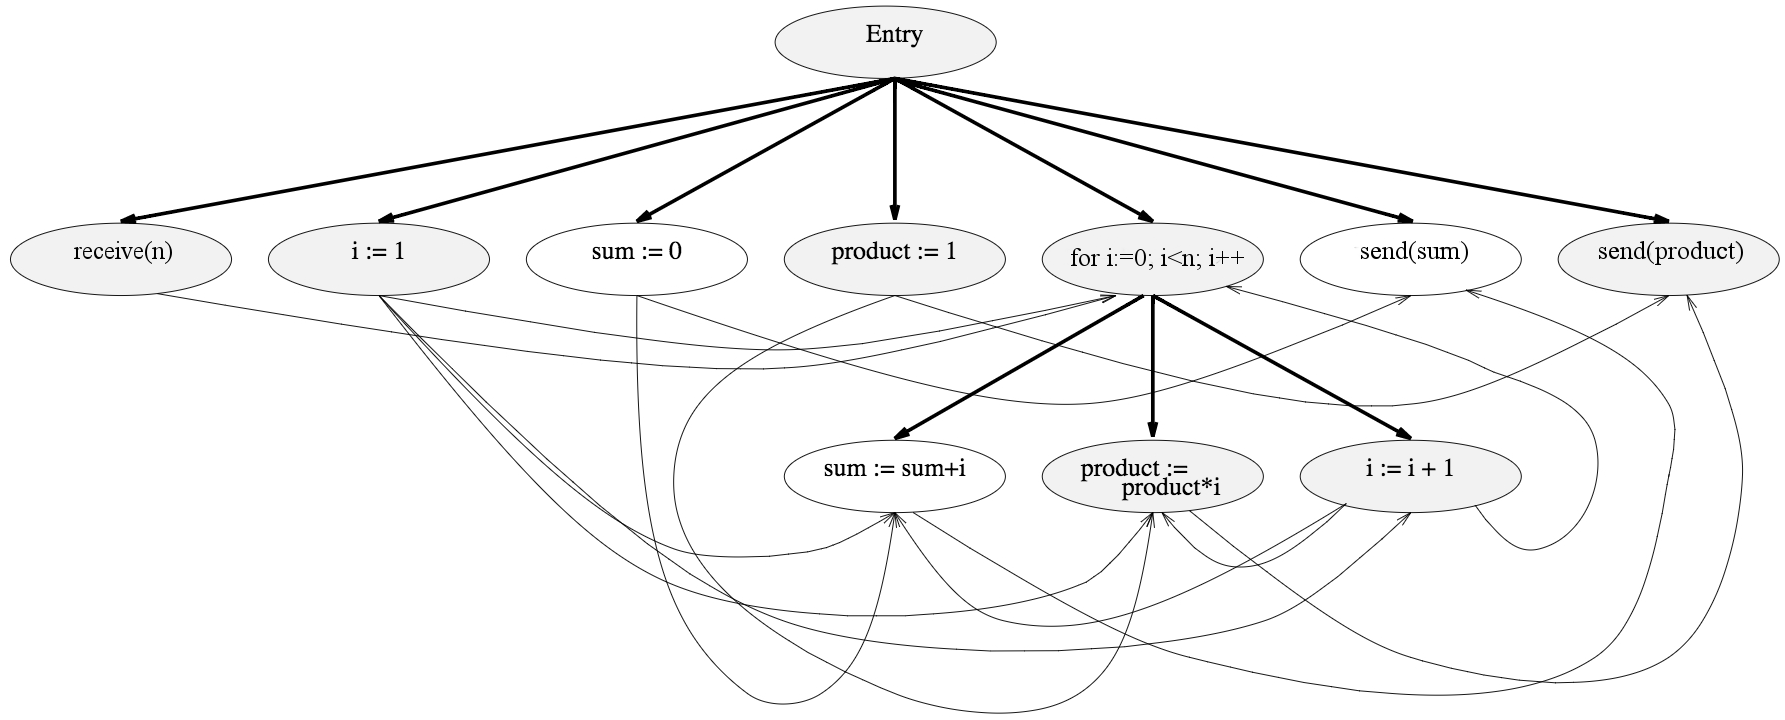 Entry
receive(n)
i := 1
sum := 0
product := 1
for i:=0; i<n; i++
send(sum)
send(product)
sum := sum+i
product :=
product*i
i := i + 1